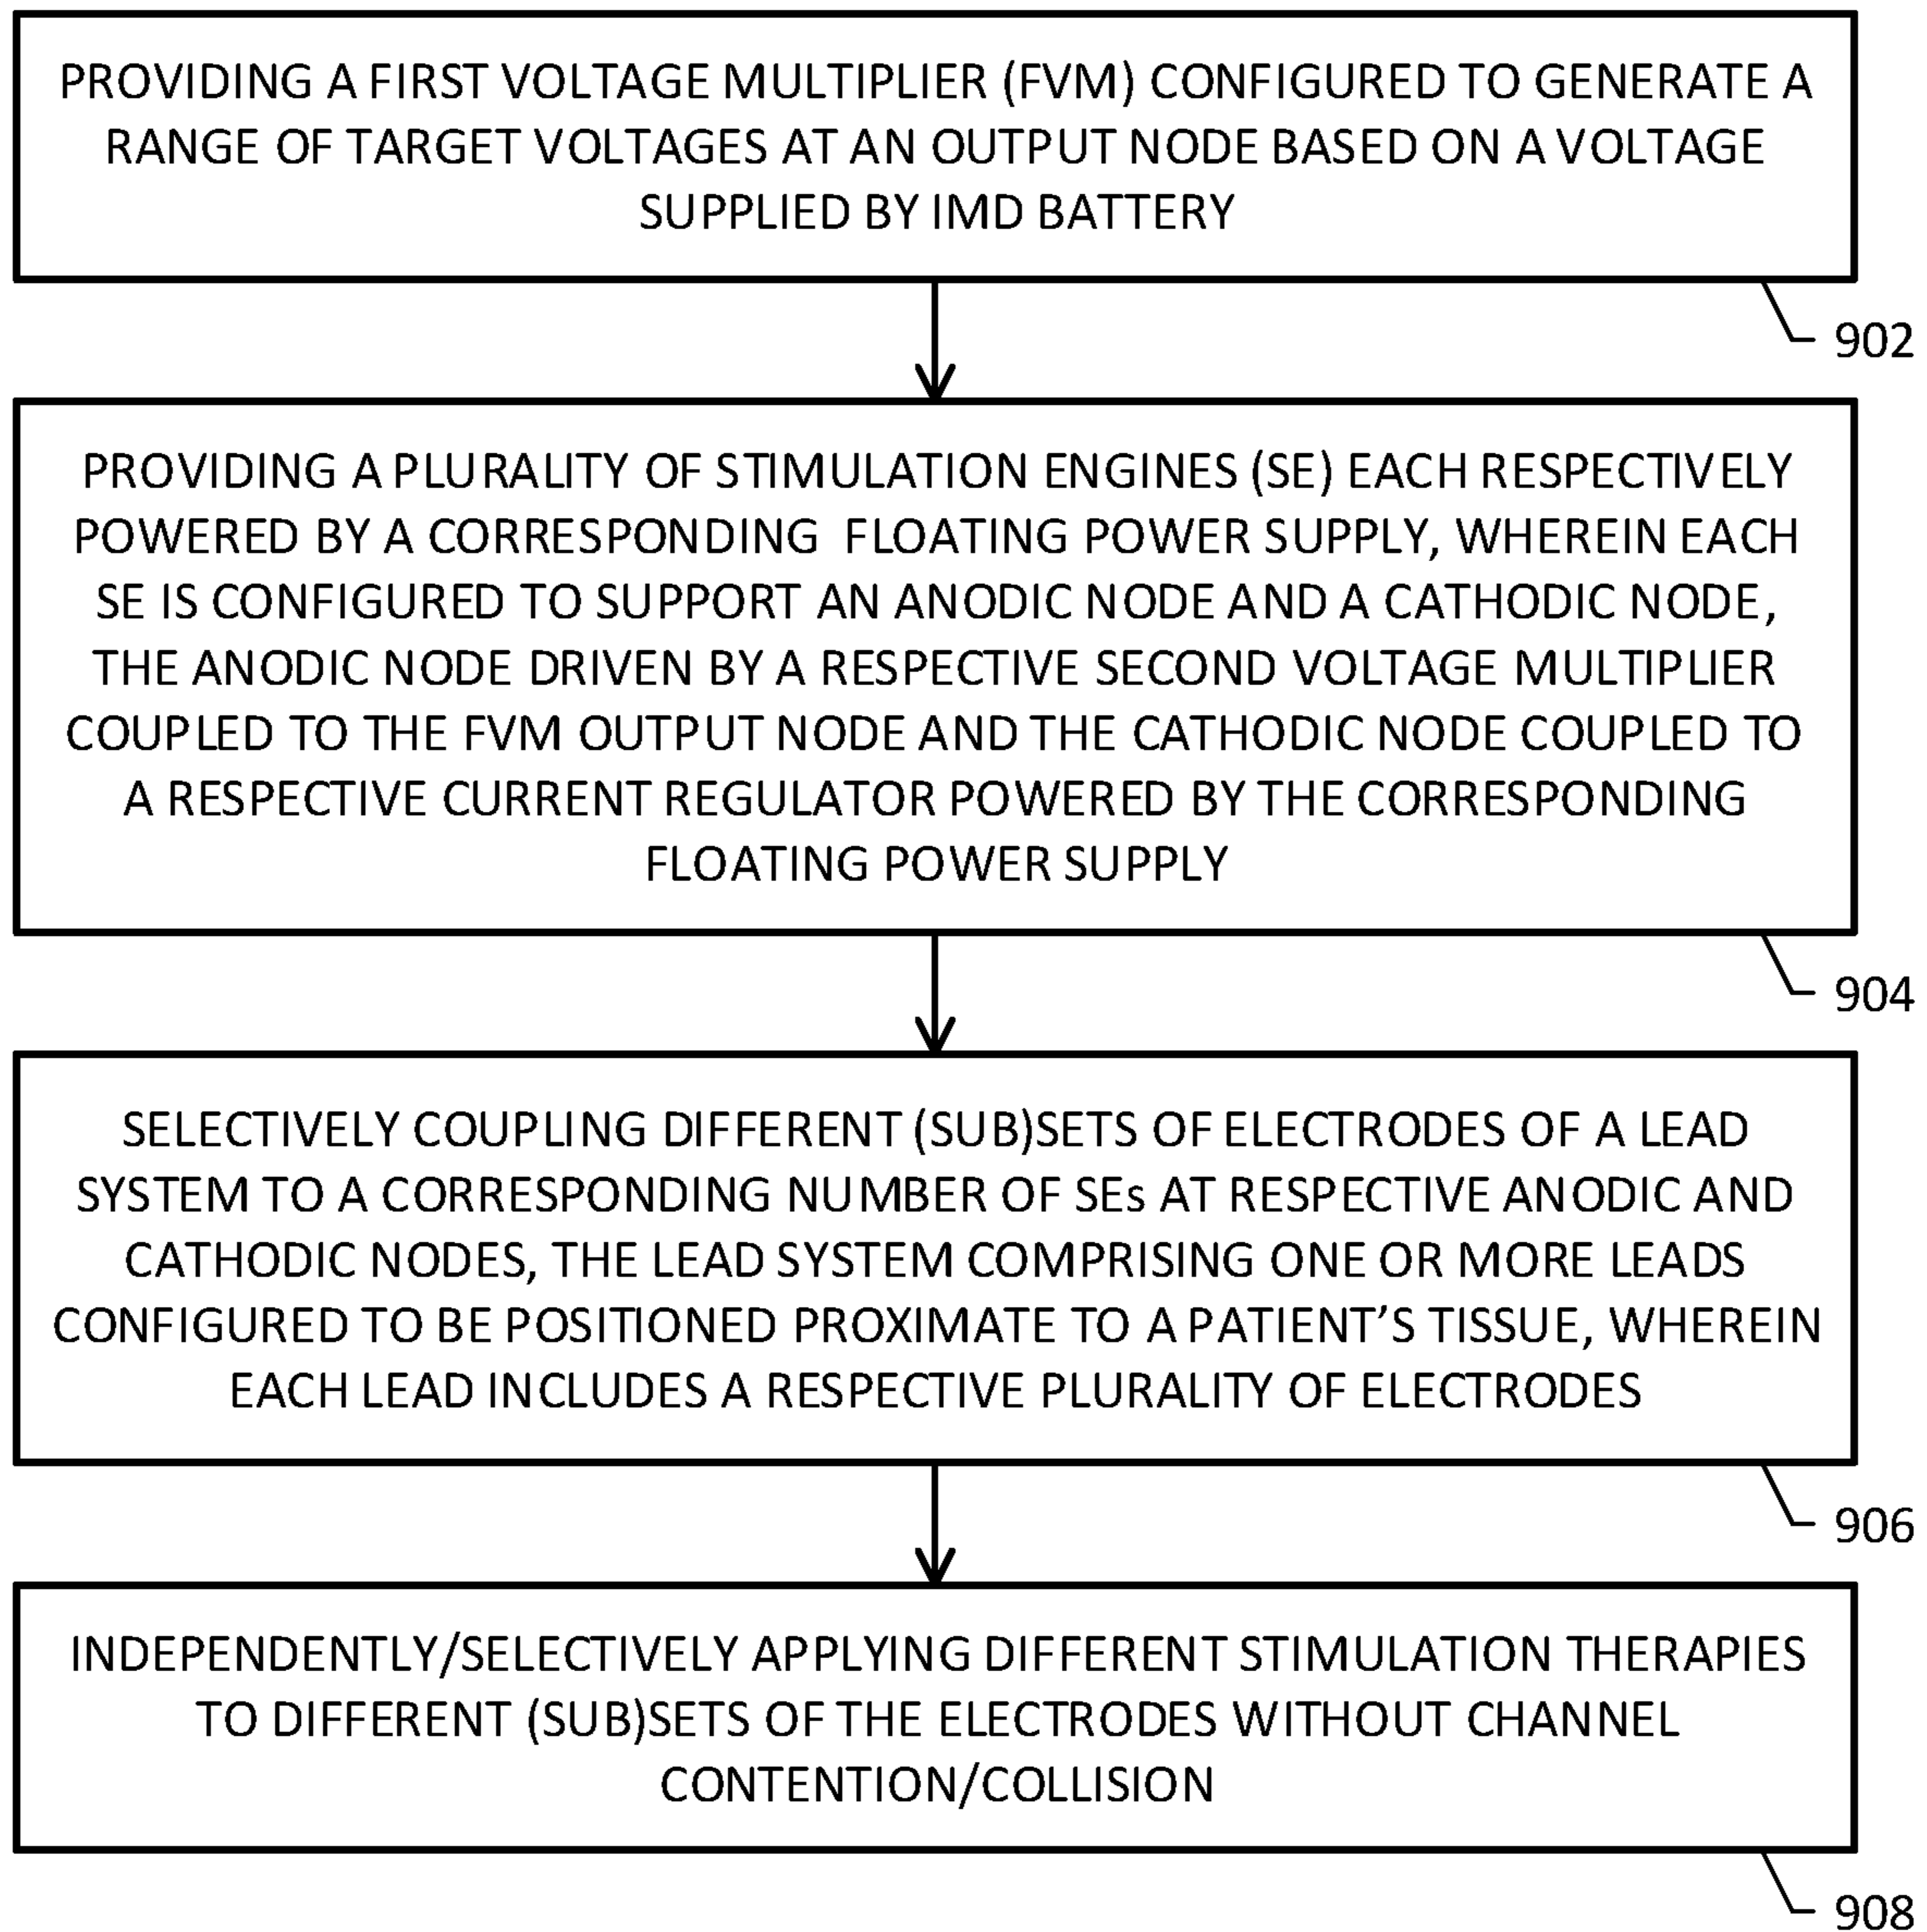 PROVIDING A FIRST VOLTAGE MULTIPLIER (FVM) CONFIGURED TO GENERATE A
RANGE OF TARGET VOLTAGES AT AN OUTPUT NODE BASED ON A VOLTAGE
SUPPLIED BY IMD BATTERY
902
PROVIDING A PLURALITY OF STIMULATION ENGINES (SE) EACH RESPECTIVELY
POWERED BY A CORRESPONDING FLOATING POWER SUPPLY, WHEREIN EACH
SE IS CONFIGURED TO SUPPORT AN ANODIC NODE AND A CATHODIC NODE,
THE ANODIC NODE DRIVEN BY A RESPECTIVE SECOND VOLTAGE MULTIPLIER
COUPLED TO THE FVM OUTPUT NODE AND THE CATHODIC NODE COUPLED TO
A RESPECTIVE CURRENT REGULATOR POWERED BY THE CORRESPONDING
FLOATING POWER SUPPLY
904
SELECTIVELY COUPLING DIFFERENT (SUB)SETS OF ELECTRODES OF A LEAD
SYSTEM TO A CORRESPONDING NUMBER OF SEs AT RESPECTIVE ANODIC AND
CATHODIC NODES, THE LEAD SYSTEM COMPRISING ONE OR MORE LEADS
CONFIGURED TO BE POSITIONED PROXIMATE TO A PATIENT’S TISSUE, WHEREIN
EACH LEAD INCLUDES A RESPECTIVE PLURALITY OF ELECTRODES
906
INDEPENDENTLY/SELECTIVELY APPLYING DIFFERENT STIMULATION THERAPIES
TO DIFFERENT (SUB)SETS OF THE ELECTRODES WITHOUT CHANNEL
CONTENTION/COLLISION
908